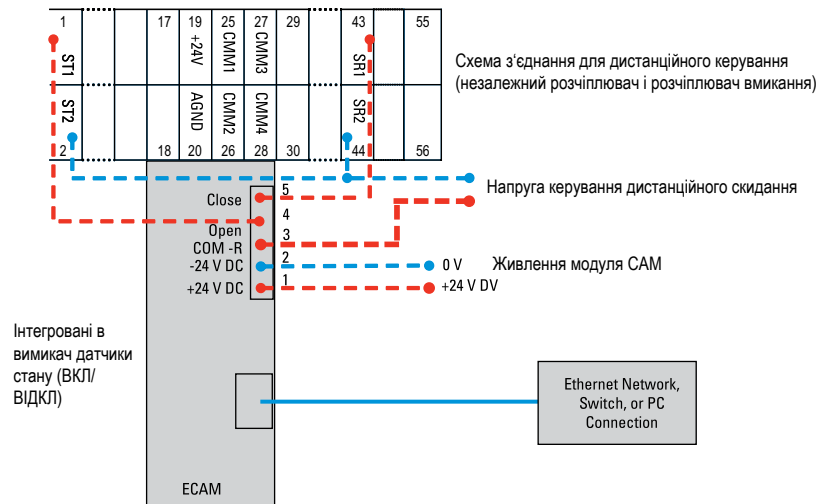 1 17 19 25 27 29 43 55
ST1 +24V CMM1 CMM3 SR1
ST2 AGND CMM2 CMM4 SR2
2 18 20 26 28 30 44 56
Схема з‘єднання для дистанційного керування
(незалежний розчіплювач і розчіплювач вмикання)
Close 5
4
Open
COM -R 3
-24 V DC 2
+24 V DC 1
Напруга керування дистанційного скидання
0 V Живлення модуля CAM
+24 V DV
Інтегровані в
вимикач датчики
стану (ВКЛ/
ВІДКЛ)
Ethernet Network,
Switch, or PC
Connection
ECAM